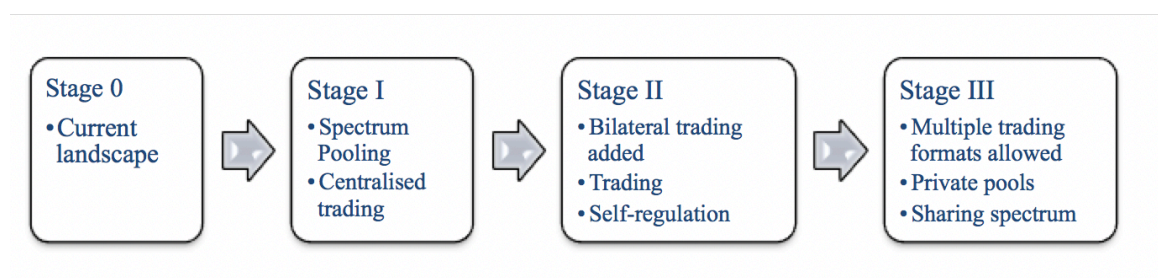 Stage 0
•Current
landscape
Stage I
•Spectrum
Pooling
•Centralised
trading
Stage II
•Bilateral trading
added
•Trading
•Self-regulation
Stage III
•Multiple trading
formats allowed
•Private pools
•Sharing spectrum